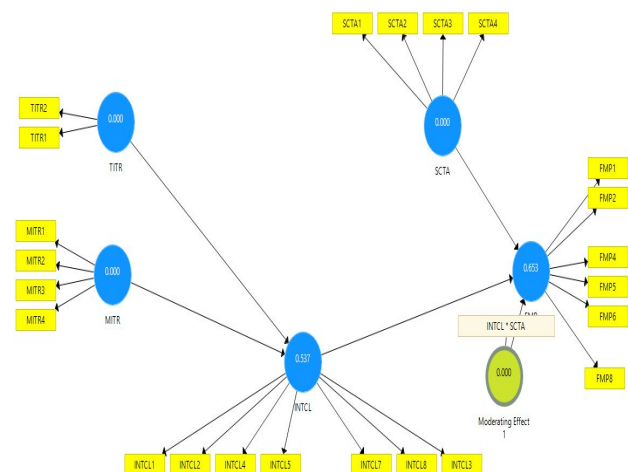 SCTA1 SCTA2 SCTA3 SCTA4
TITR2
TITR1
0.000
TITR
0.000
SCTA
MITR1
MITR2
MITR3
MITR4
0.000
MITR
FMP1
FMP2
FMP4
FMP5
FMP6
FMP8
0.653
INTCL * SCTA
0.537
INTCL
0.000
Moderating Effect
1
INTCL1 INTCL2 INTCL4 INTCL5 INTCL7 INTCL8 INTCL3